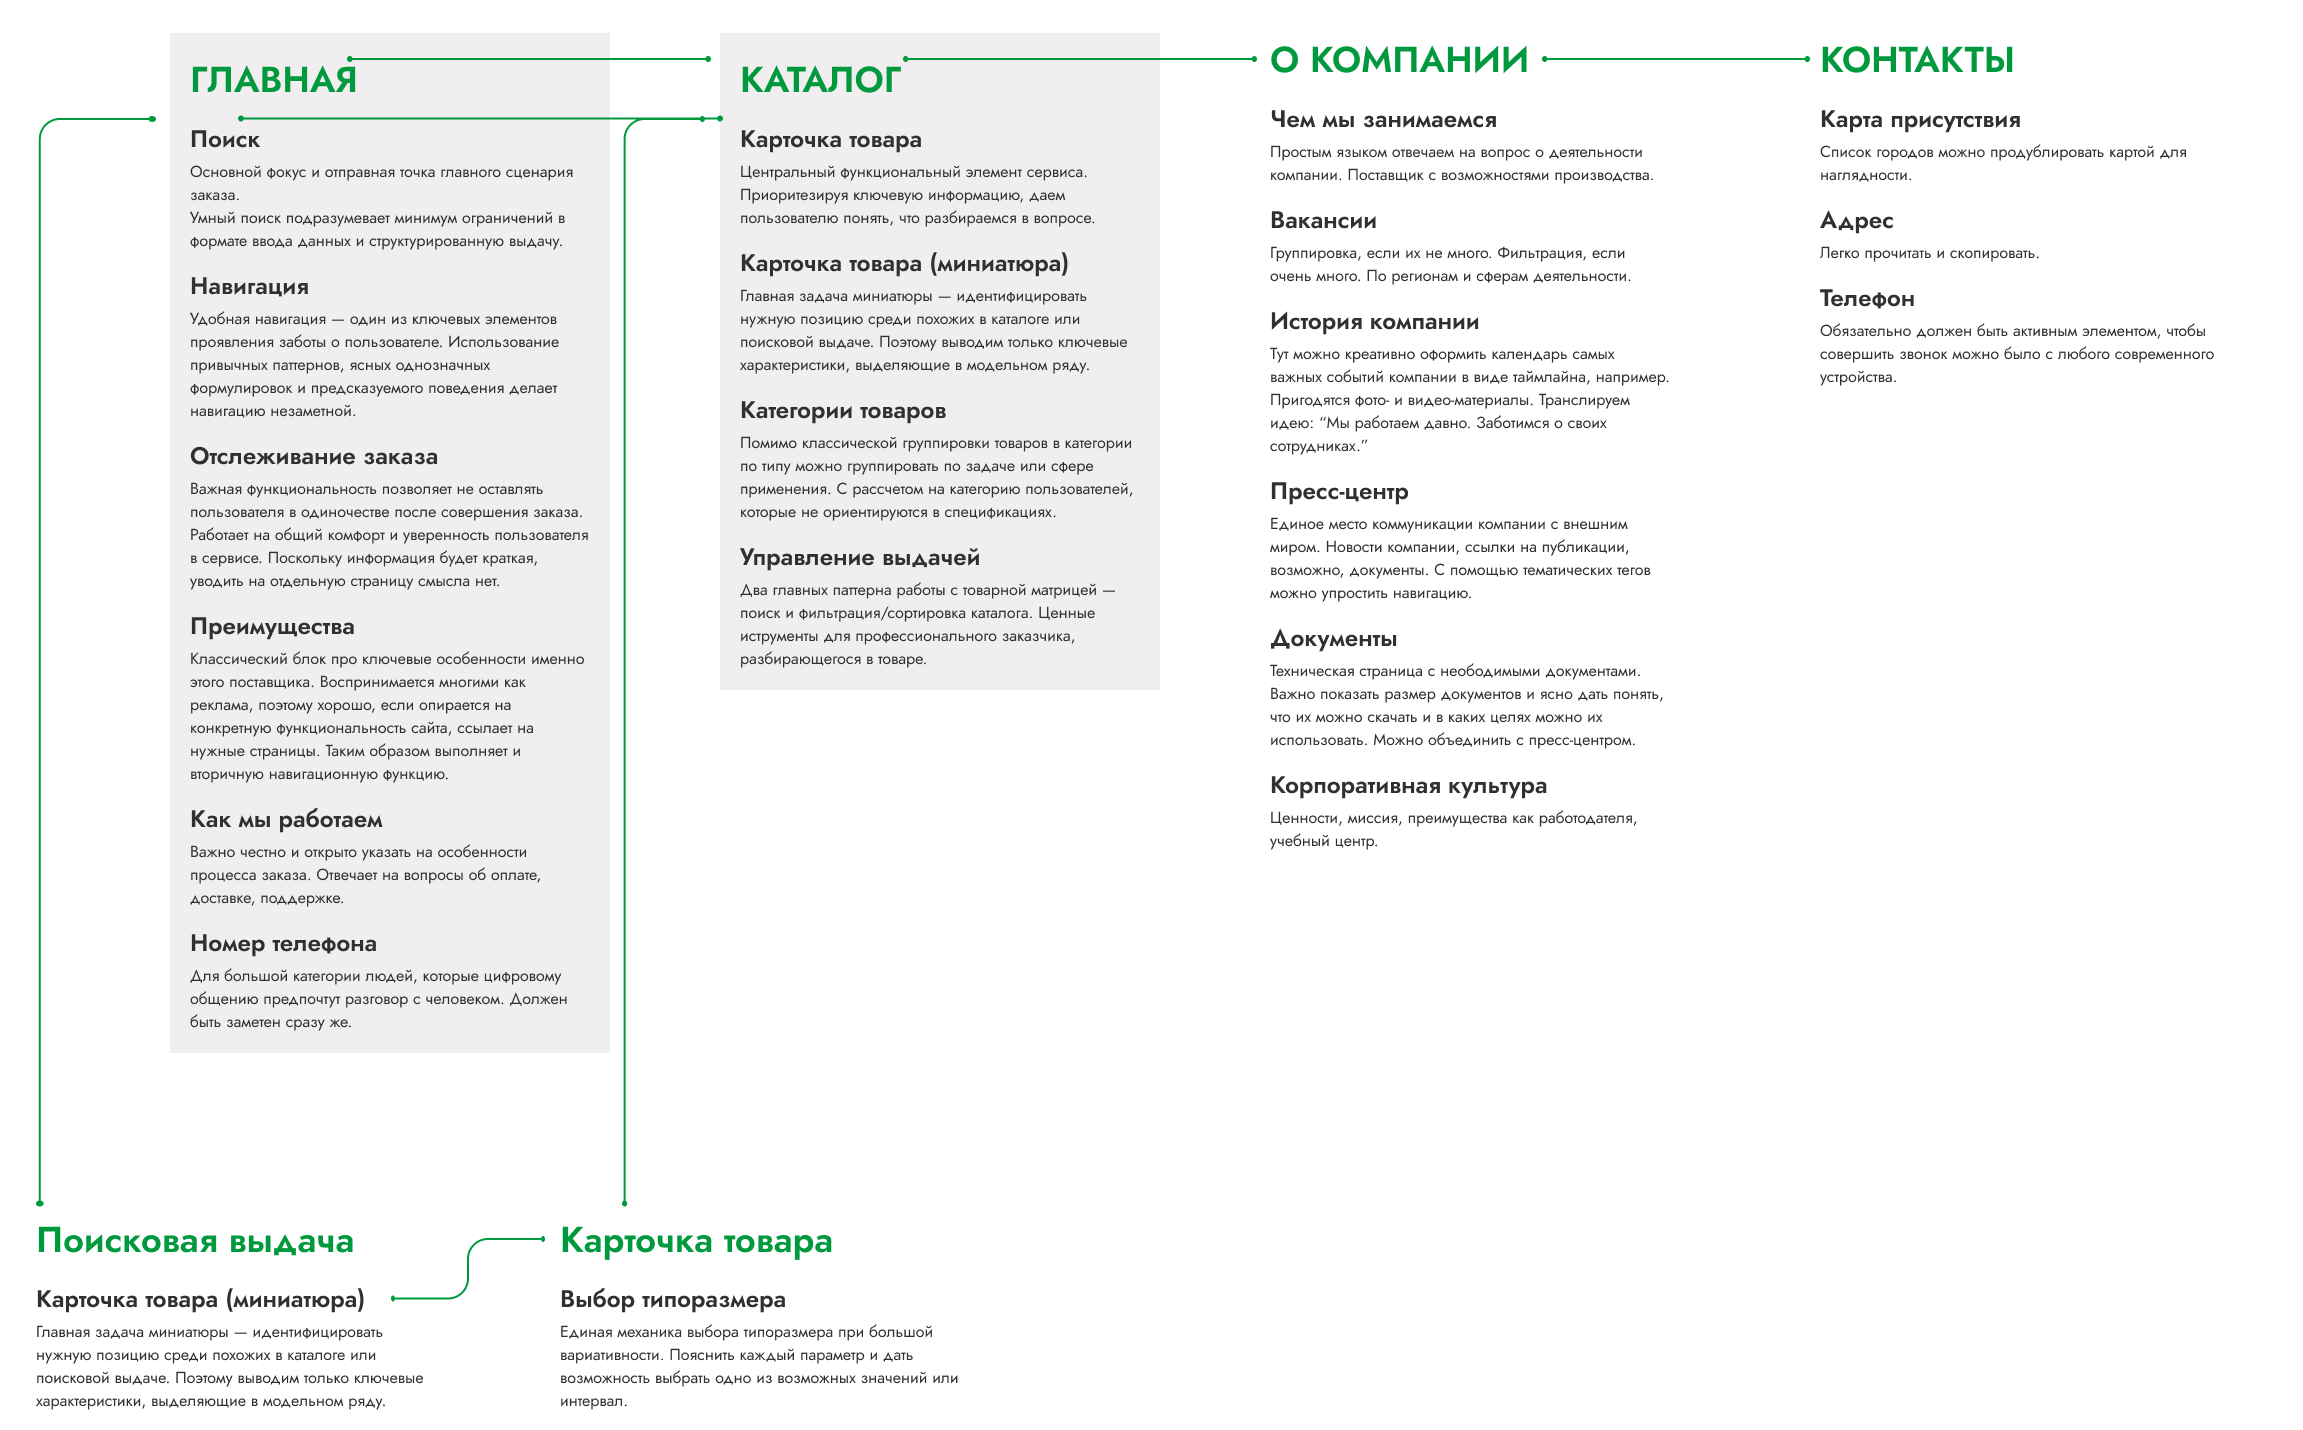 ГЛАВНАЯ
Поиск
Основной фокус и отправная точка главного сценария
заказа.
Умный поиск подразумевает минимум ограничений в
формате ввода данных и структурированную выдачу.
Навигация
Удобная навигация — один из ключевых элементов
проявления заботы о пользователе. Использование
привычных паттернов, ясных однозначных
формулировок и предсказуемого поведения делает
навигацию незаметной.
Отслеживание заказа
Важная функциональность позволяет не оставлять
пользователя в одиночестве после совершения заказа.
Работает на общий комфорт и уверенность пользователя
в сервисе. Поскольку информация будет краткая,
уводить на отдельную страницу смысла нет.
Преимущества
Классический блок про ключевые особенности именно
этого поставщика. Воспринимается многими как
реклама, поэтому хорошо, если опирается на
конкретную функциональность сайта, ссылает на
нужные страницы. Таким образом выполняет и
вторичную навигационную функцию.
Как мы работаем
Важно честно и открыто указать на особенности
процесса заказа. Отвечает на вопросы об оплате,
доставке, поддержке.
Номер телефона
Для большой категории людей, которые цифровому
общению предпочтут разговор с человеком. Должен
быть заметен сразу же.
КАТАЛОГ
Карточка товара
Центральный функциональный элемент сервиса.
Приоритезируя ключевую информацию, даем
пользователю понять, что разбираемся в вопросе.
Карточка товара (миниатюра)
Главная задача миниатюры — идентифицировать
нужную позицию среди похожих в каталоге или
поисковой выдаче. Поэтому выводим только ключевые
характеристики, выделяющие в модельном ряду.
Категории товаров
Помимо классической группировки товаров в категории
по типу можно группировать по задаче или сфере
применения. С рассчетом на категорию пользователей,
которые не ориентируются в спецификациях.
Управление выдачей
Два главных паттерна работы с товарной матрицей —
поиск и фильтрация/сортировка каталога. Ценные
иструменты для профессионального заказчика,
разбирающегося в товаре.
О КОМПАНИИ
Чем мы занимаемся
Простым языком отвечаем на вопрос о деятельности
компании. Поставщик с возможностями производства.
Вакансии
Группировка, если их не много. Фильтрация, если
очень много. По регионам и сферам деятельности.
История компании
Тут можно креативно оформить календарь самых
важных событий компании в виде таймлайна, например.
Пригодятся фото- и видео-материалы. Транслируем
идею: “Мы работаем давно. Заботимся о своих
сотрудниках.”
Пресс-центр
Единое место коммуникации компании с внешним
миром. Новости компании, ссылки на публикации,
возможно, документы. С помощью тематических тегов
можно упростить навигацию.
Документы
Техническая страница с неободимыми документами.
Важно показать размер документов и ясно дать понять,
что их можно скачать и в каких целях можно их
использовать. Можно объединить с пресс-центром.
Корпоративная культура
Ценности, миссия, преимущества как работодателя,
учебный центр.
КОНТАКТЫ
Карта присутствия
Список городов можно продублировать картой для
наглядности.
Адрес
Легко прочитать и скопировать.
Телефон
Обязательно должен быть активным элементом, чтобы
совершить звонок можно было с любого современного
устройства.
Поисковая выдача
Карточка товара (миниатюра)
Главная задача миниатюры — идентифицировать
нужную позицию среди похожих в каталоге или
поисковой выдаче. Поэтому выводим только ключевые
характеристики, выделяющие в модельном ряду.
Карточка товара
Выбор типоразмера
Единая механика выбора типоразмера при большой
вариативности. Пояснить каждый параметр и дать
возможность выбрать одно из возможных значений или
интервал.